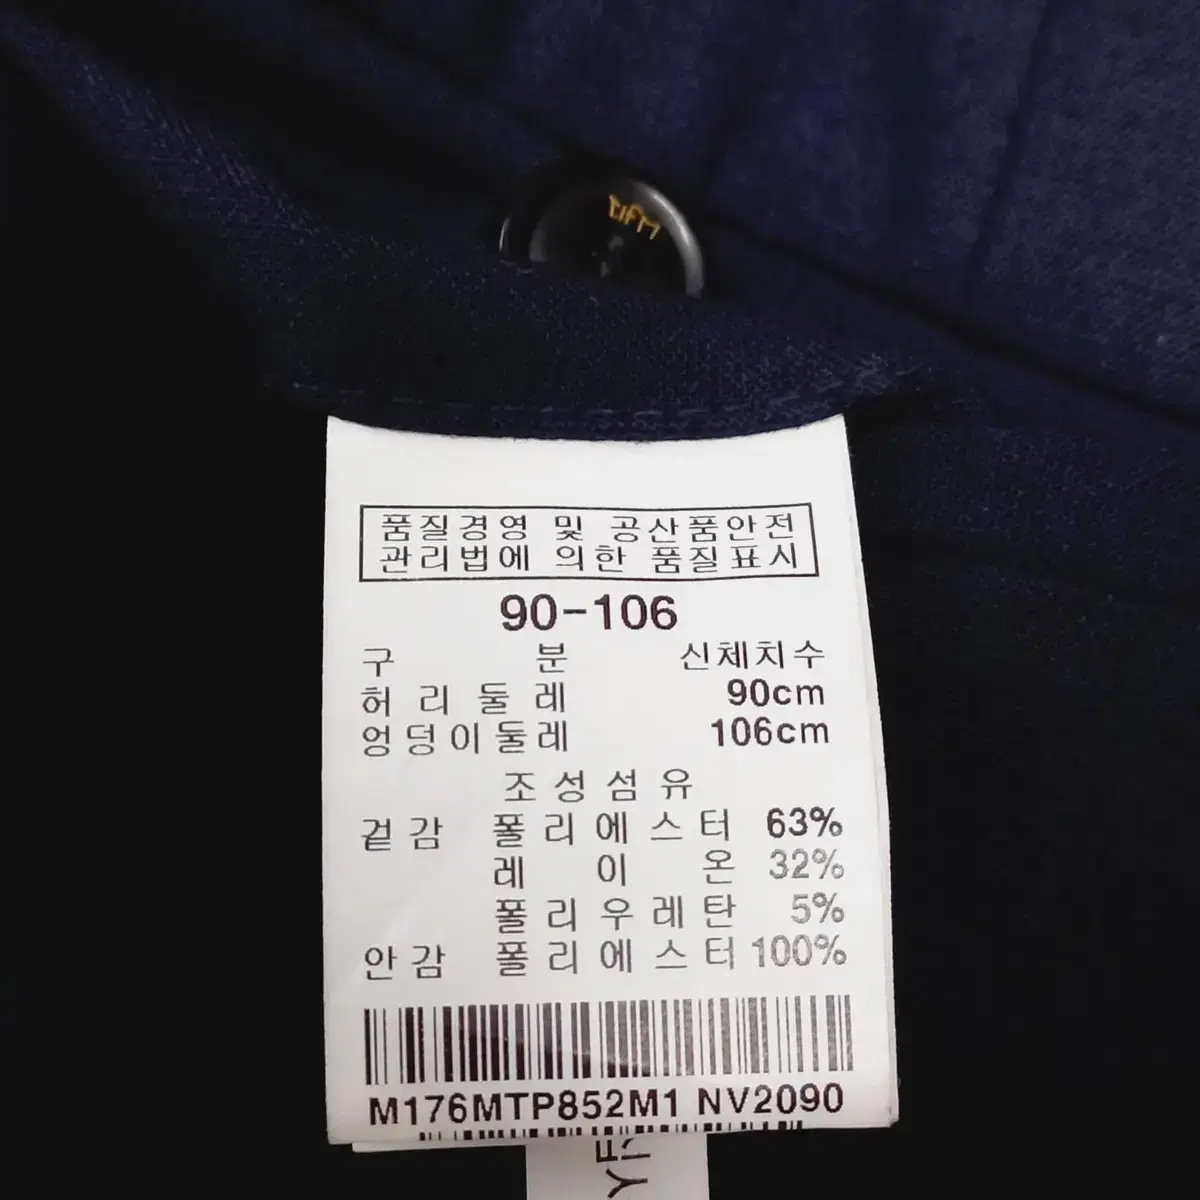 품질경영 및 공산품안전
관리법에 의한 품질표시
90-106
구 분 신체치수
허리둘레 90cm
엉덩이둘레 106cm
조성섬유
겉감 폴리에스터 63%
레이온 32%
폴리우레탄 5%
안감 폴리에스터 100%
M176MTP852M1 NV2090